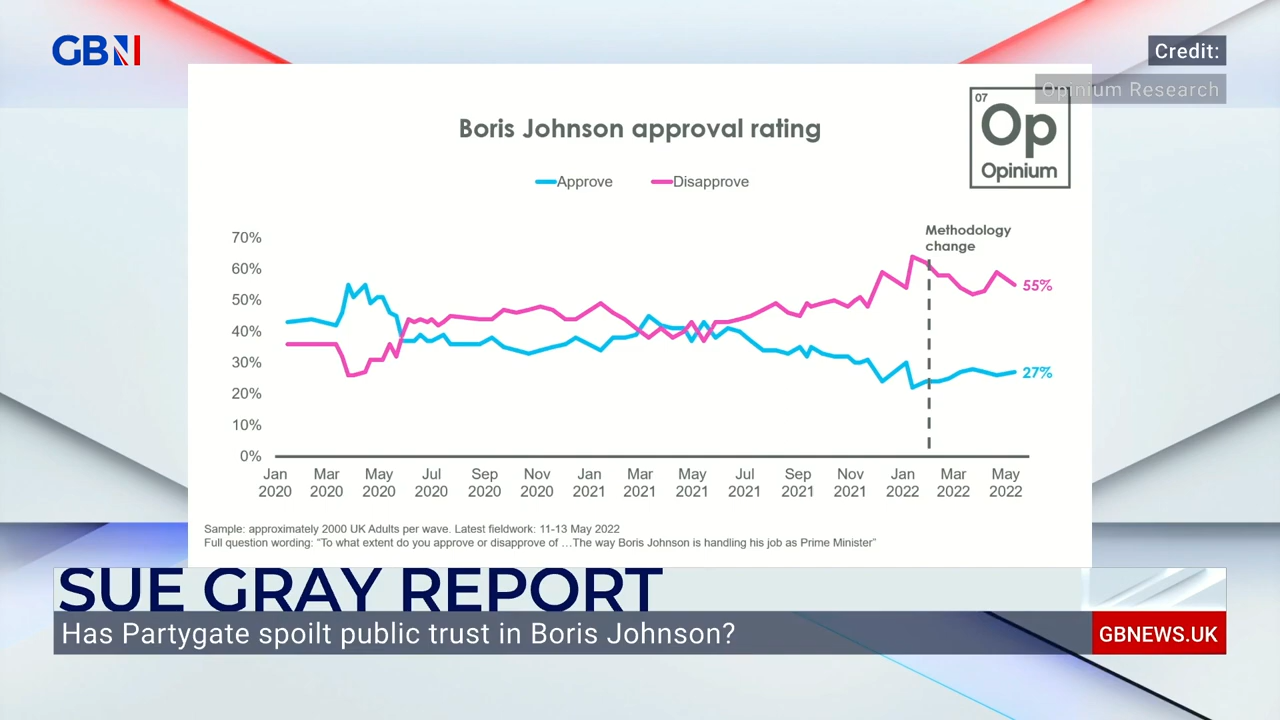 GBN
Credit:
Opinium Research
07
Op
Opinium
Boris Johnson approval rating
Approve
Disapprove
Methodology
change
70%
60%
50%
40%
30%
20%
10%
0%
55%
27%
Jan Mar May Jul Sep Nov Jan Mar May Jul Sep Nov Jan Mar May
2020 2020 2020 2020 2020 2020 2021 2021 2021 2021 2021 2021 2022 2022 2022
Sample: approximately 2000 UK Adults per wave. Latest fieldwork: 11-13 May 2022
Full question wording: “To what extent do you approve or disapprove of …The way Boris Johnson is handling his job as Prime Minister”
SUE GRAY REPORT
Has Partygate spoilt public trust in Boris Johnson?
GBNEWS.UK